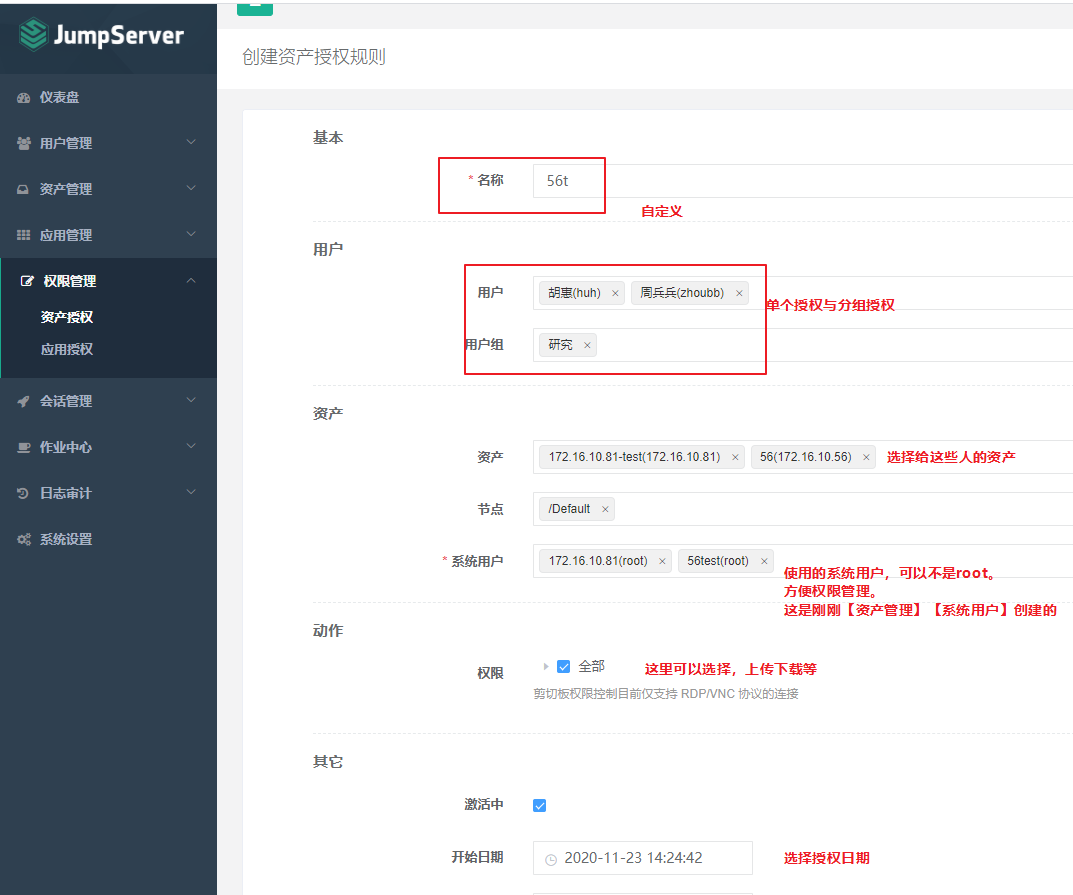 JumpServer
创建资产授权规则
仪表盘
用户管理
资产管理
应用管理
权限管理
资产授权
应用授权
会话管理
作业中心
日志审计
系统设置
基本
* 名称 56t
自定义
用户
用户 胡惠(huh) × 周兵兵(zhoubb) ×
单个授权与分组授权
用户组 研究 ×
资产
资产 172.16.10.81-test(172.16.10.81) × 56(172.16.10.56) × 选择给这些人的资产
节点 /Default ×
* 系统用户 172.16.10.81(root) × 56test(root) ×
使用的系统用户，可以不是root。
方便权限管理。
这是刚刚【资产管理】【系统用户】创建的
动作
权限 全部 这里可以选择，上传下载等
剪切板权限控制目前仅支持 RDP/VNC 协议的连接
其它
激活中
开始日期 2020-11-23 14:24:42 选择授权日期